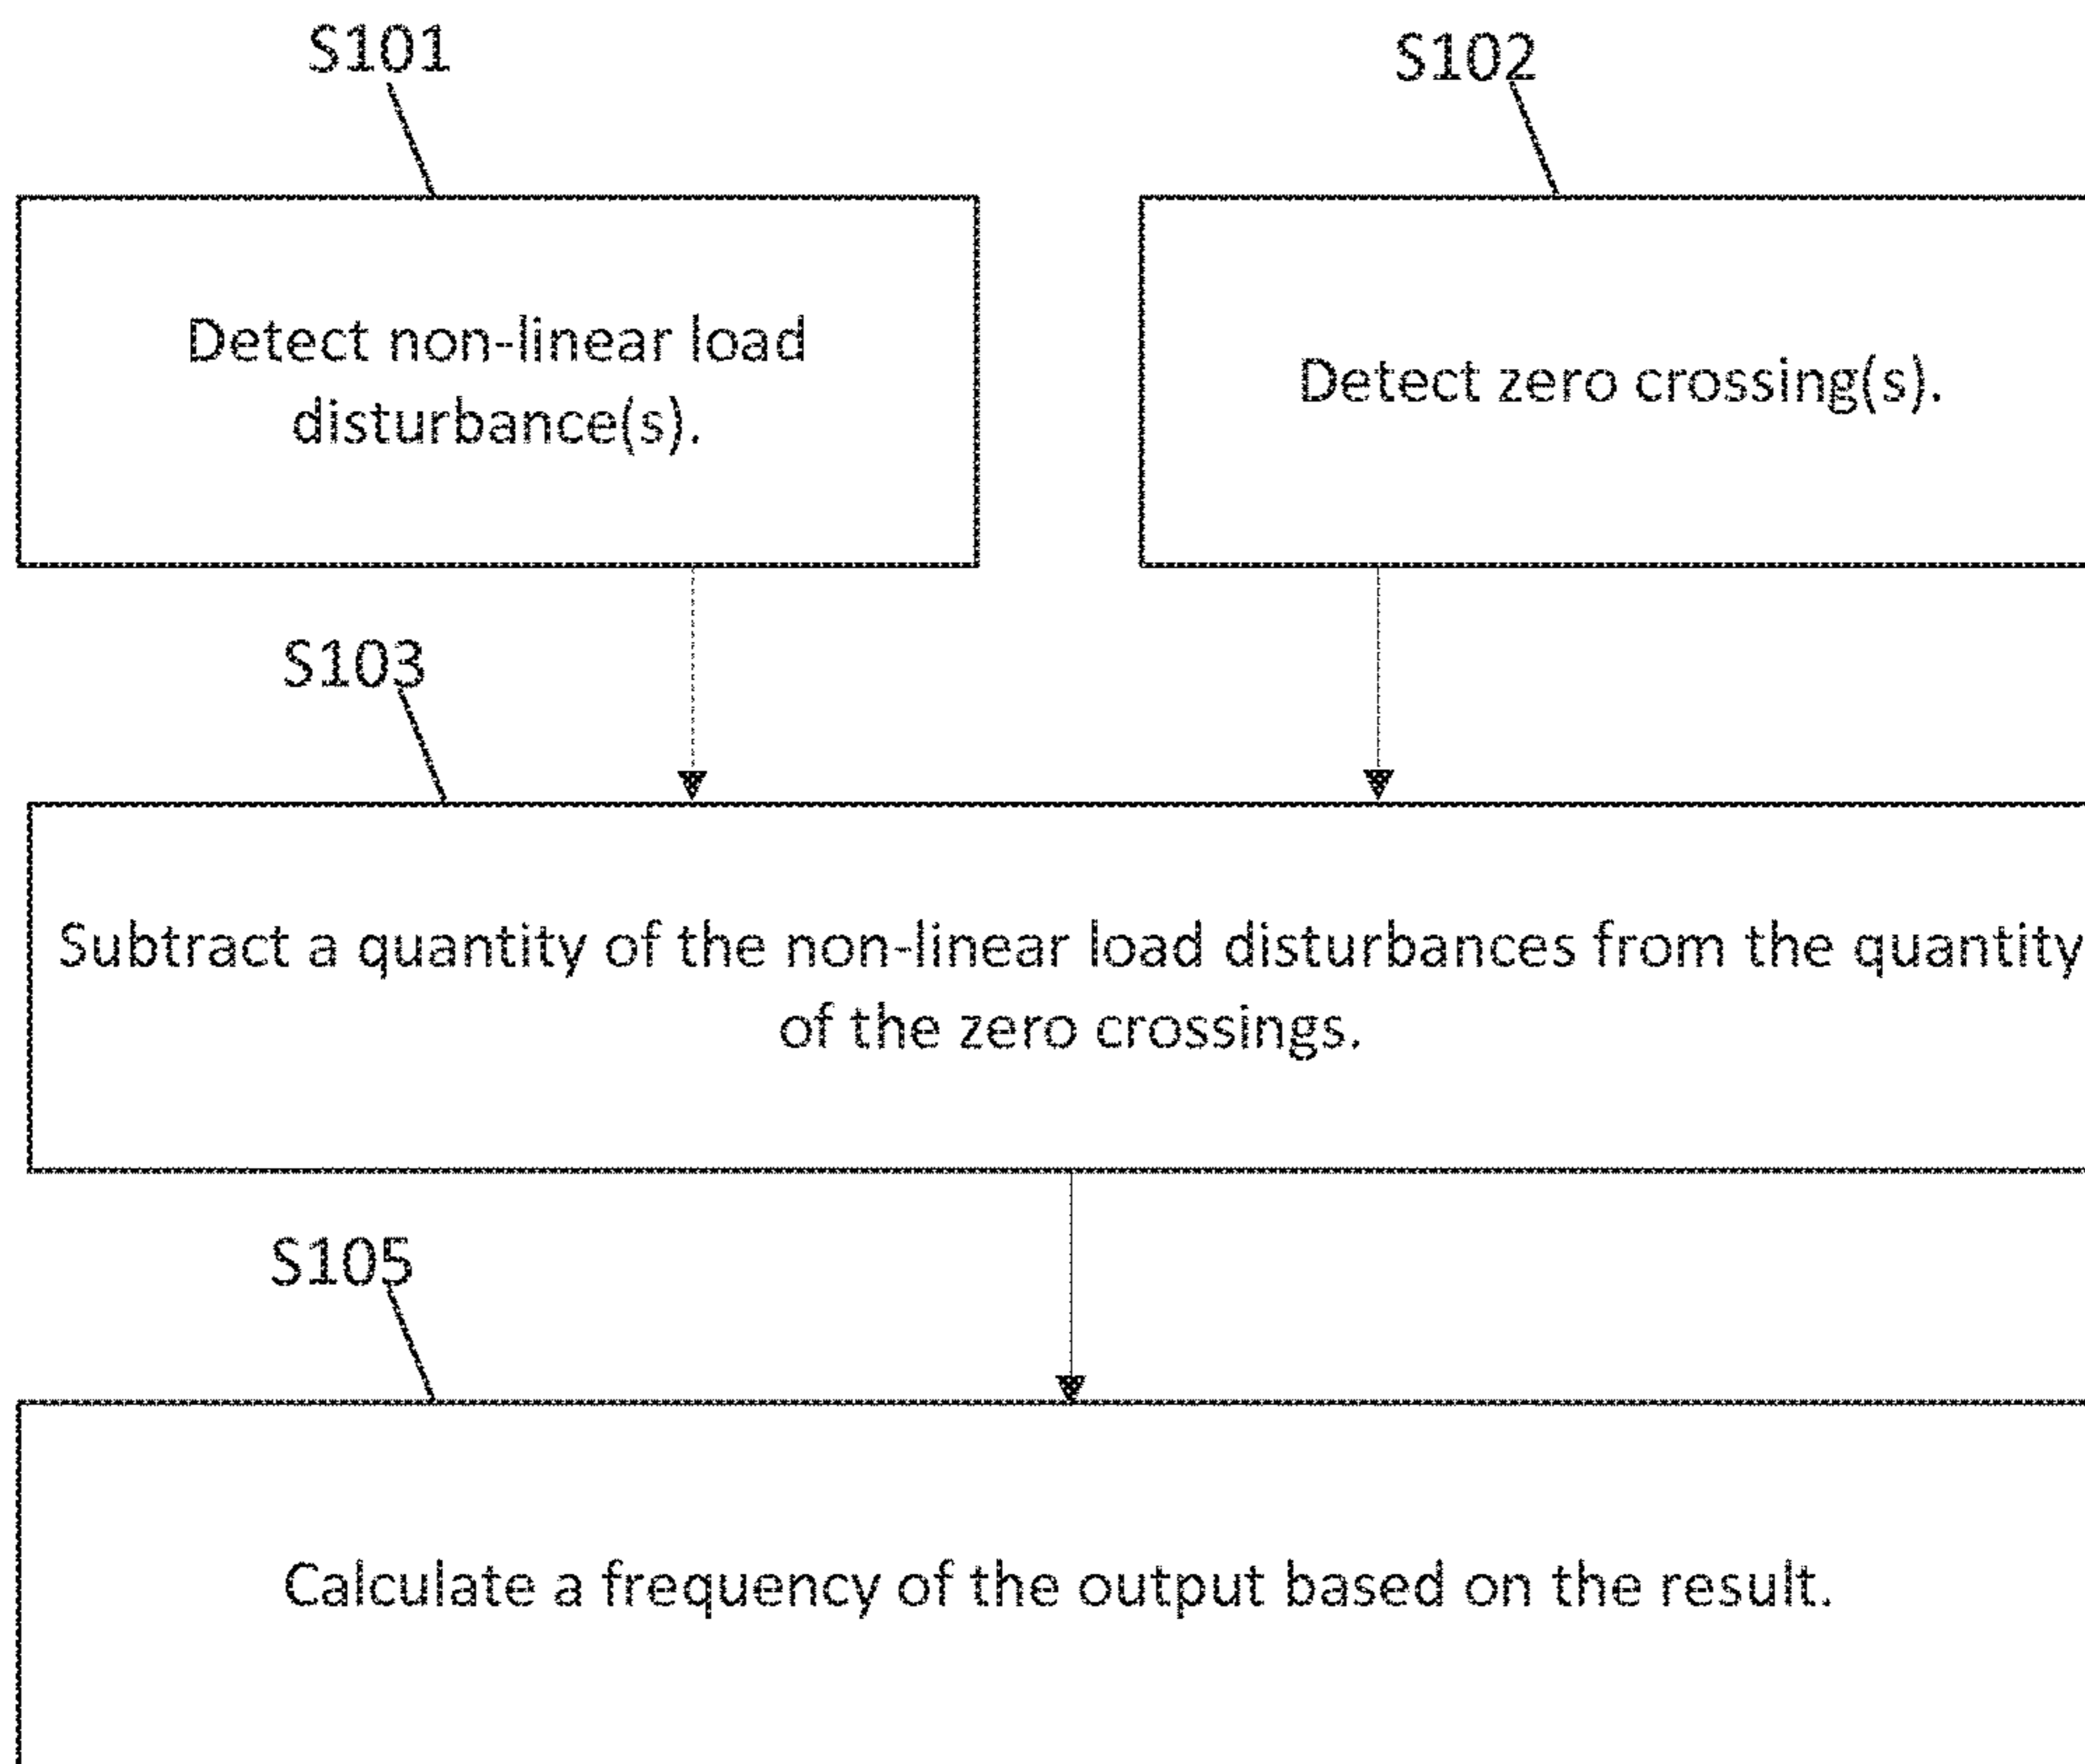 S101
S102
Detect non-linear load
disturbance(s).
Detect zero crossing(s).
S103
Subtract a quantity of the non-linear load disturbances from the quantity
of the zero crossings.
S105
Calculate a frequency of the output based on the result.